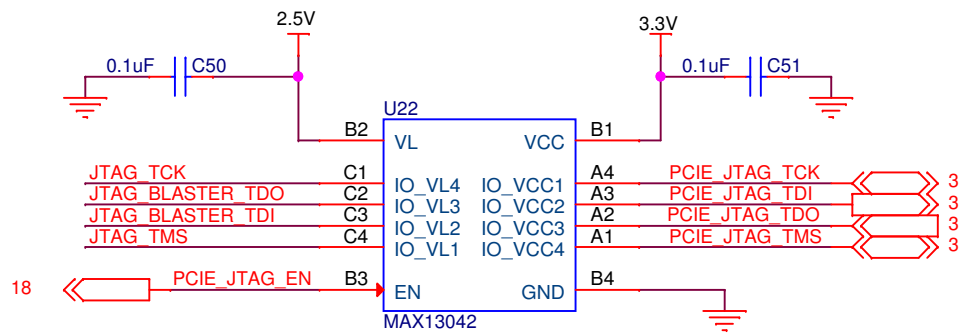 2.5V 3.3V
0.1uF C50 0.1uF C51
U22
B2 VL VCC B1
JTAG_TCK C1 IO_VL4 IO_VCC1 A4 PCIE_JTAG_TCK 3
JTAG_BLASTER_TDO C2 IO_VL3 IO_VCC2 A3 PCIE_JTAG_TDI 3
JTAG_BLASTER_TDI C3 IO_VL2 IO_VCC3 A2 PCIE_JTAG_TDO 3
JTAG_TMS C4 IO_VL1 IO_VCC4 A1 PCIE_JTAG_TMS 3
18 PCIE_JTAG_EN B3 EN GND B4
MAX13042